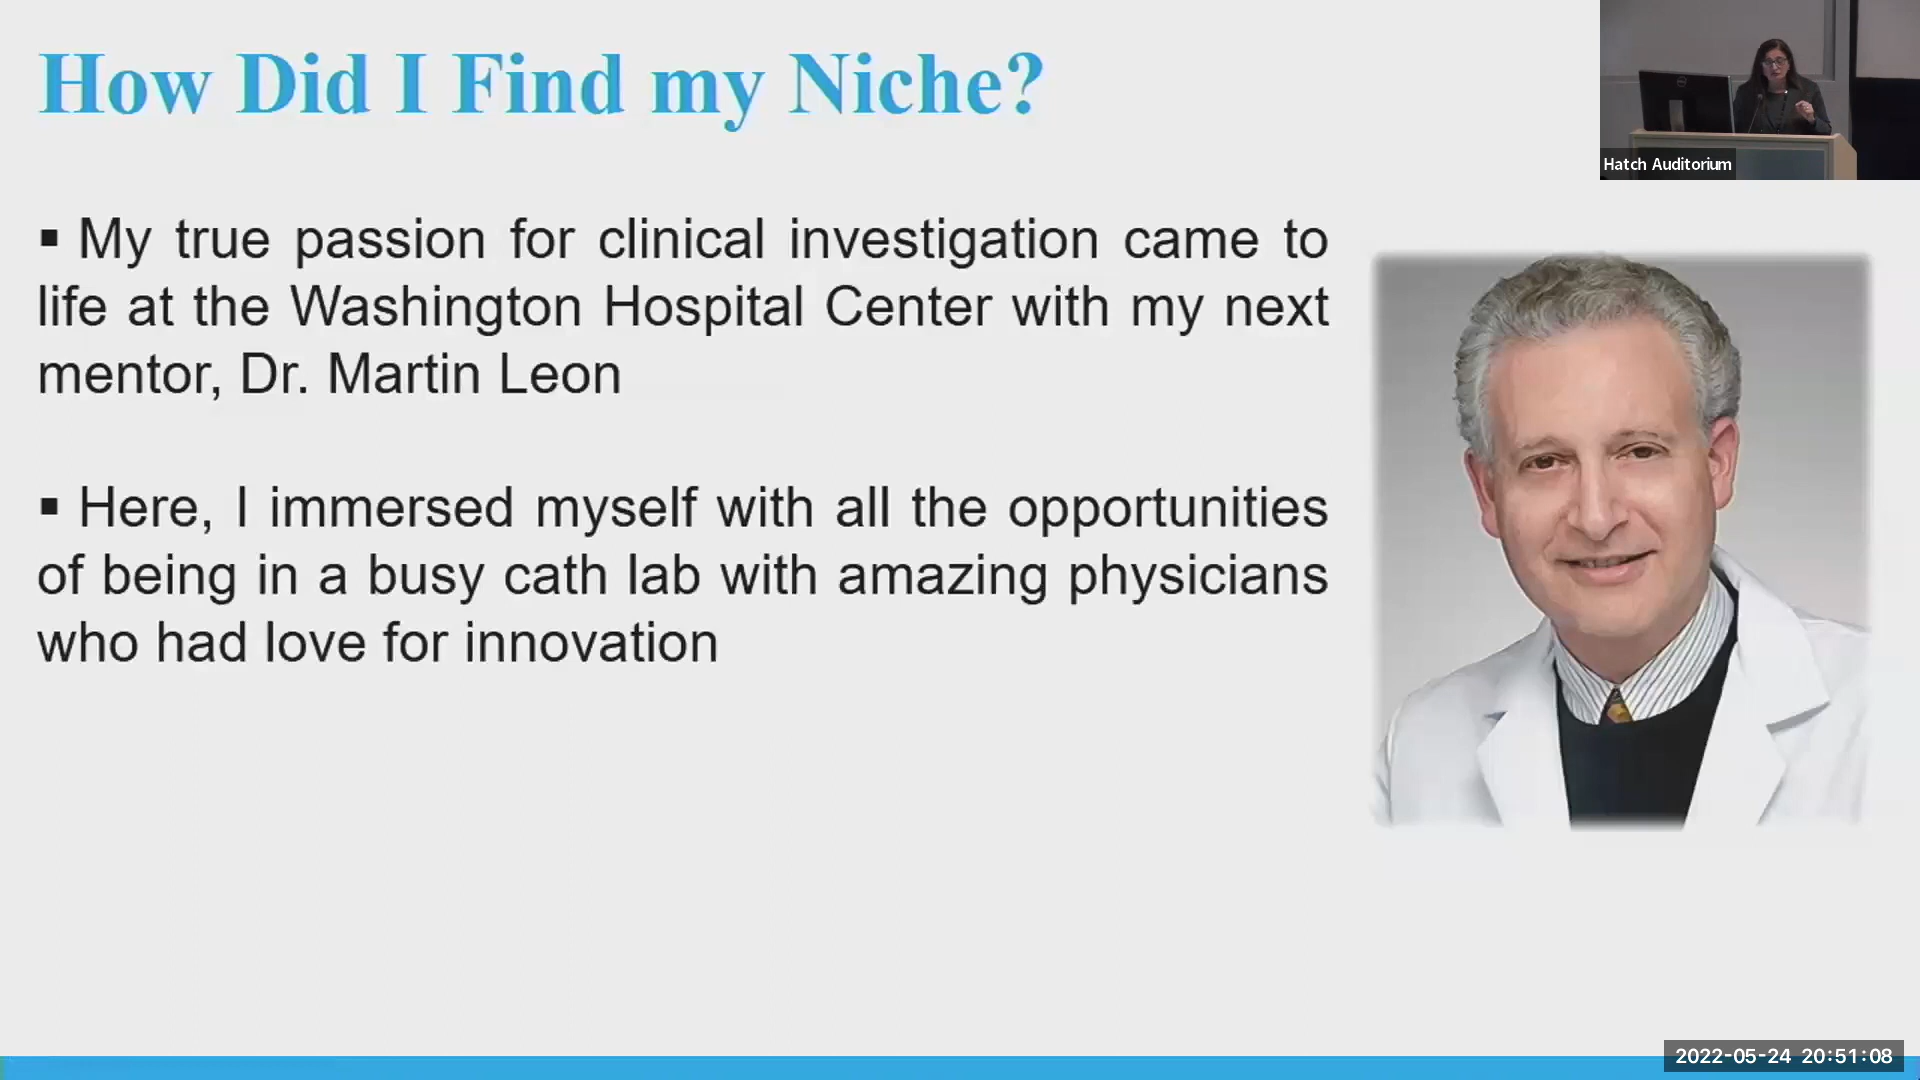 How Did I Find my Niche?
Hatch Auditorium
▪ My true passion for clinical investigation came to
life at the Washington Hospital Center with my next
mentor, Dr. Martin Leon
▪ Here, I immersed myself with all the opportunities
of being in a busy cath lab with amazing physicians
who had love for innovation
2022-05-24 20:51:08